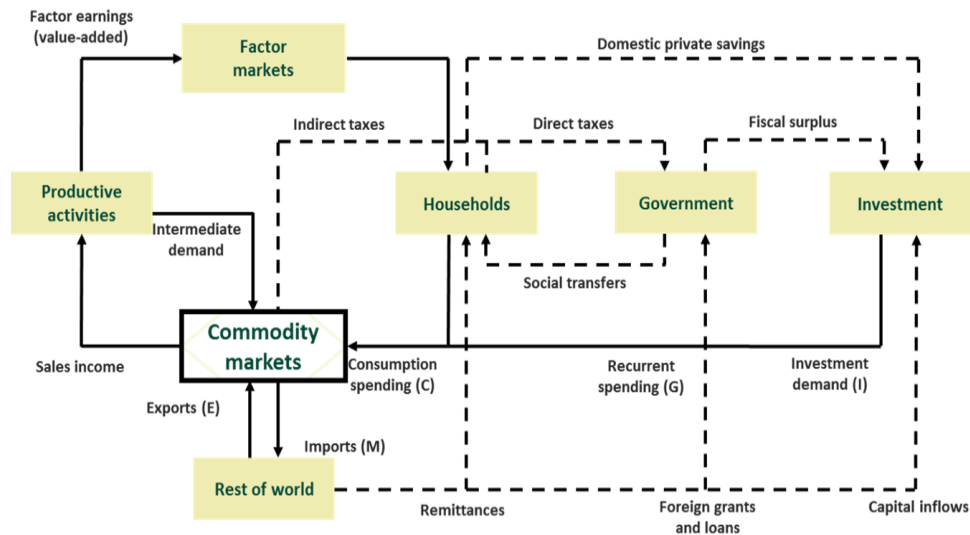 Factor earnings
(value-added)
Factor
markets
Domestic private savings
Indirect taxes
Direct taxes
Fiscal surplus
Productive
activities
Households
Government
Investment
Intermediate
demand
Social transfers
Commodity
markets
Sales income
Consumption
spending (C)
Recurrent
spending (G)
Investment
demand (I)
Exports (E)
Imports (M)
Rest of world
Remittances
Foreign grants
and loans
Capital inflows